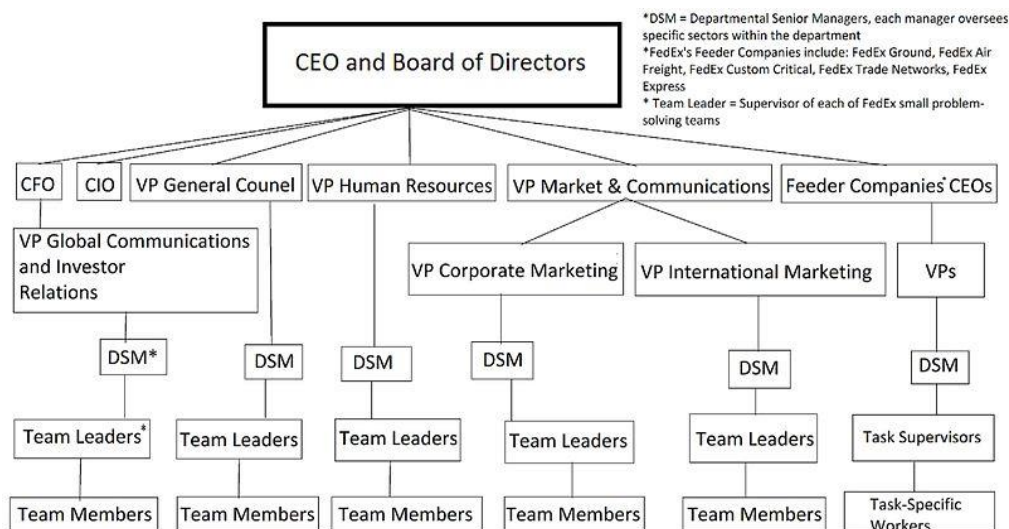 *DSM = Departmental Senior Managers, each manager oversees
specific sectors within the department
*FedEx's Feeder Companies include: FedEx Ground, FedEx Air
Freight, FedEx Custom Critical, FedEx Trade Networks, FedEx
Express
* Team Leader = Supervisor of each of FedEx small problem-
solving teams
CEO and Board of Directors
CFO
CIO
VP General Counel
VP Human Resources
VP Market & Communications
Feeder Companies* CEOs
VP Global Communications
and Investor
Relations
VP Corporate Marketing
VP International Marketing
VPs
DSM*
DSM
DSM
DSM
DSM
DSM
Team Leaders*
Team Leaders
Team Leaders
Team Leaders
Team Leaders
Task Supervisors
Team Members
Team Members
Team Members
Team Members
Team Members
Task-Specific
Workers